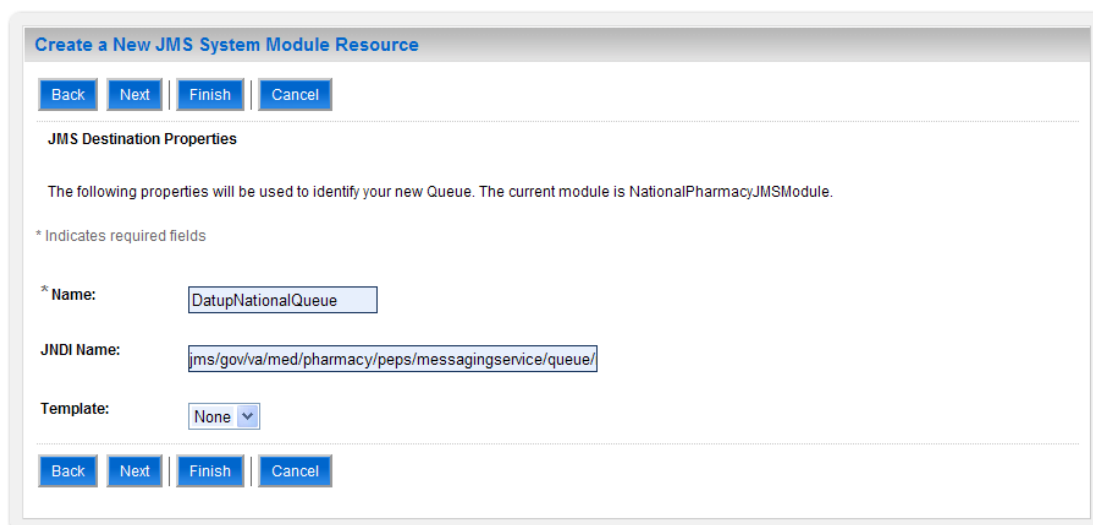 Create a New JMS System Module Resource
Back Next Finish Cancel
JMS Destination Properties
The following properties will be used to identify your new Queue. The current module is NationalPharmacyJMSModule.
* Indicates required fields
* Name: DatupNationalQueue
JNDI Name: jms/gov/va/med/pharmacy/peps/messagingservice/queue/
Template: None
Back Next Finish Cancel